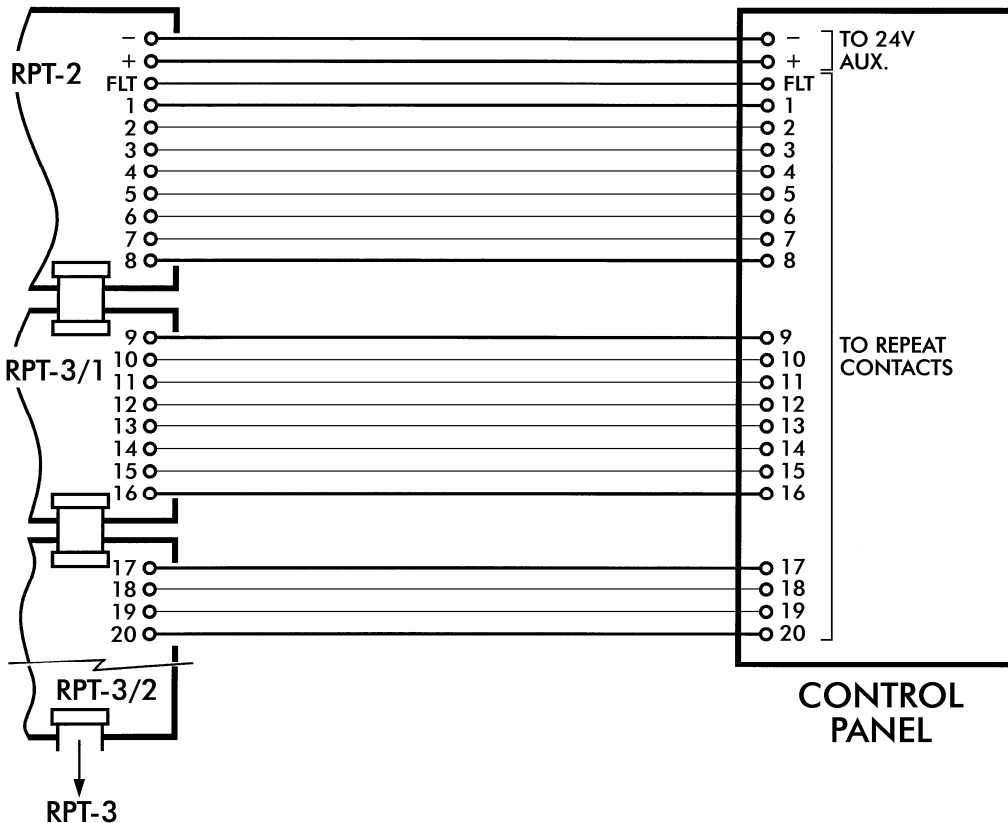 − − TO 24V
+ + AUX.
RPT-2
FLT FLT
1 1
2 2
3 3
4 4
5 5
6 6
7 7
8 8
9 9
TO REPEAT
CONTACTS
10 10
RPT-3/1
11 11
12 12
13 13
14 14
15 15
16 16
17 17
18 18
19 19
20 20
RPT-3/2
CONTROL
PANEL
RPT-3